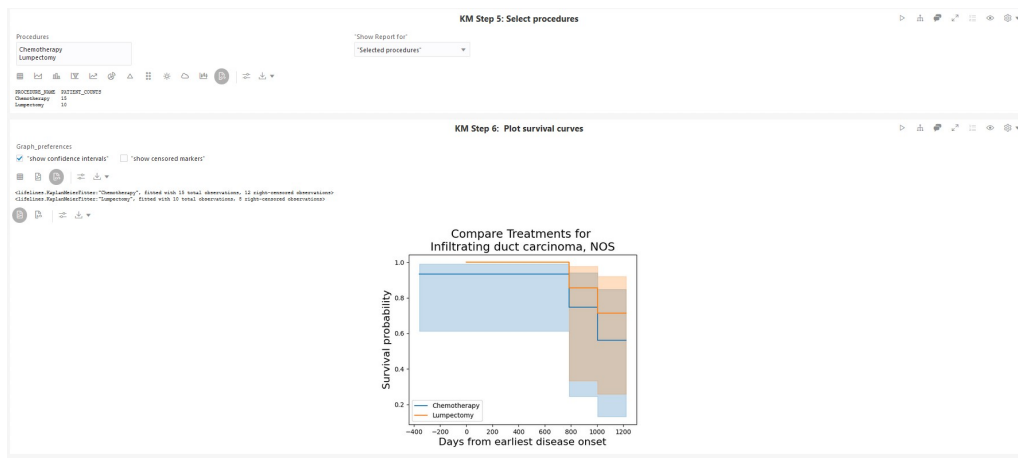 KM Step 5: Select procedures
Procedures
'Show Report for'
Chemotherapy
Lumpectomy
"Selected procedures"
PROCEDURE_NAME PATIENT_COUNTS
Chemotherapy 15
Lumpectomy 10
KM Step 6: Plot survival curves
Graph_preferences
'show confidence intervals' 'show censored markers'
<lifelines.KaplanMeierFitter:"Chemotherapy", fitted with 15 total observations, 12 right-censored observations>
<lifelines.KaplanMeierFitter:"Lumpectomy", fitted with 10 total observations, 8 right-censored observations>
Compare Treatments for
Infiltrating duct carcinoma, NOS
Survival probability
1.0
0.8
0.6
0.4
0.2
Chemotherapy
Lumpectomy
−400 −200 0 200 400 600 800 1000 1200
Days from earliest disease onset